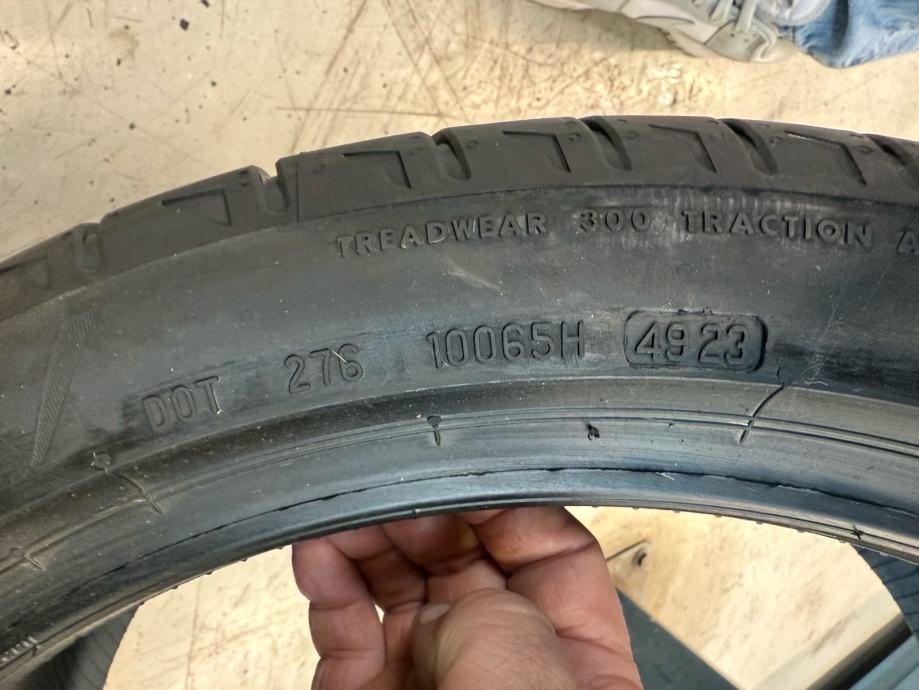 TREADWEAR 300 TRACTION A
DOT 276 10065H 4923